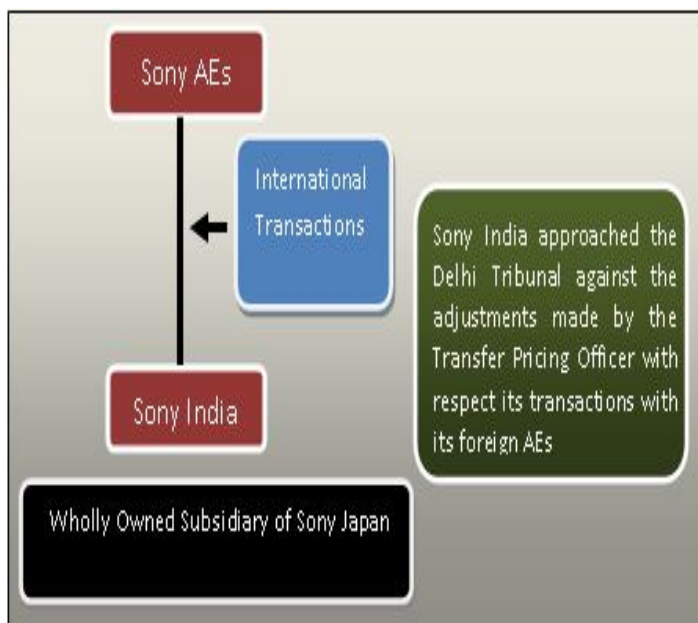 Sony AEs
International
Transactions
Sony India approached the
Delhi Tribunal against the
adjustments made by the
Transfer Pricing Officer with
respect its transactions with
its foreign AEs
Sony India
Wholly Owned Subsidiary of Sony Japan